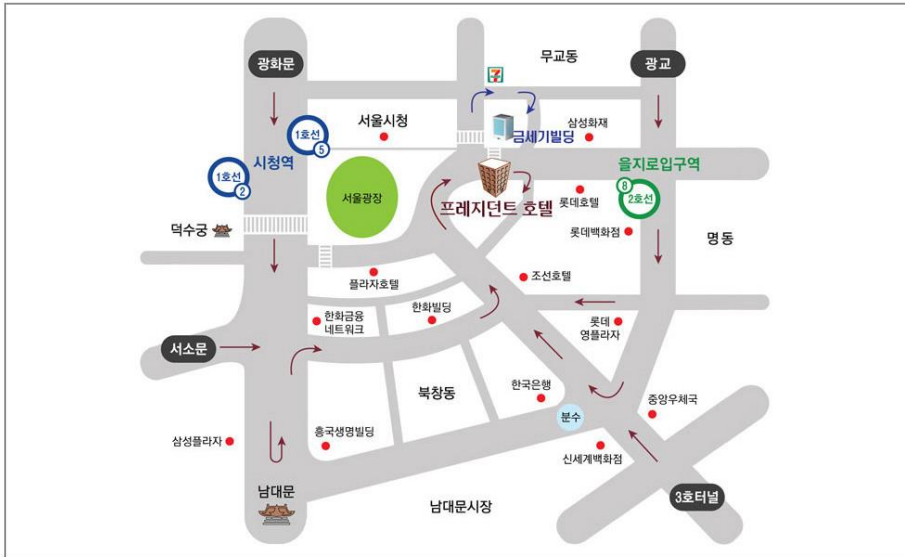 무교동
광화문
광교
7
서울시청
삼성화재
금세기빌딩
1호선
5
시청역
을지로입구역
1호선
2
서울광장
8
2호선
프레지던트 호텔
롯데호텔
덕수궁
롯데백화점
명동
플라자호텔
조선호텔
한화금융
네트워크
한화빌딩
롯데
영플라자
서소문
북창동
한국은행
중앙우체국
분수
흥국생명빌딩
삼성플라자
신세계백화점
남대문
남대문시장
3호터널